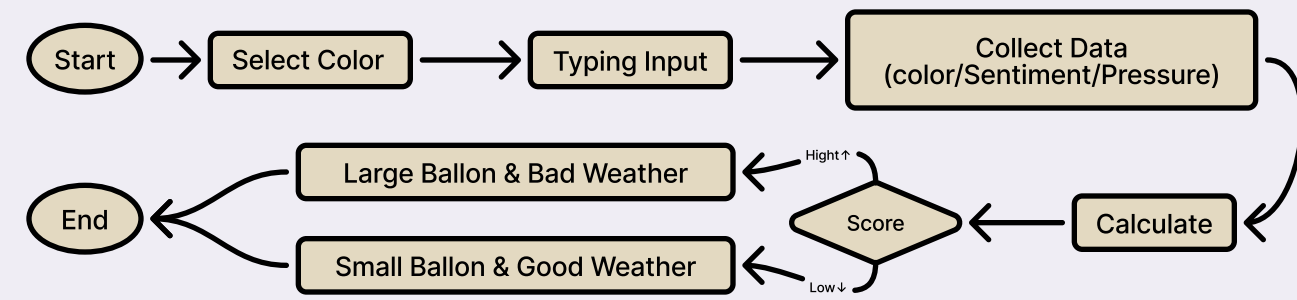 Start
Select Color
Typing Input
Collect Data
(color/Sentiment/Pressure)
Hight↑
Large Ballon & Bad Weather
End
Score
Calculate
Small Ballon & Good Weather
Low↓